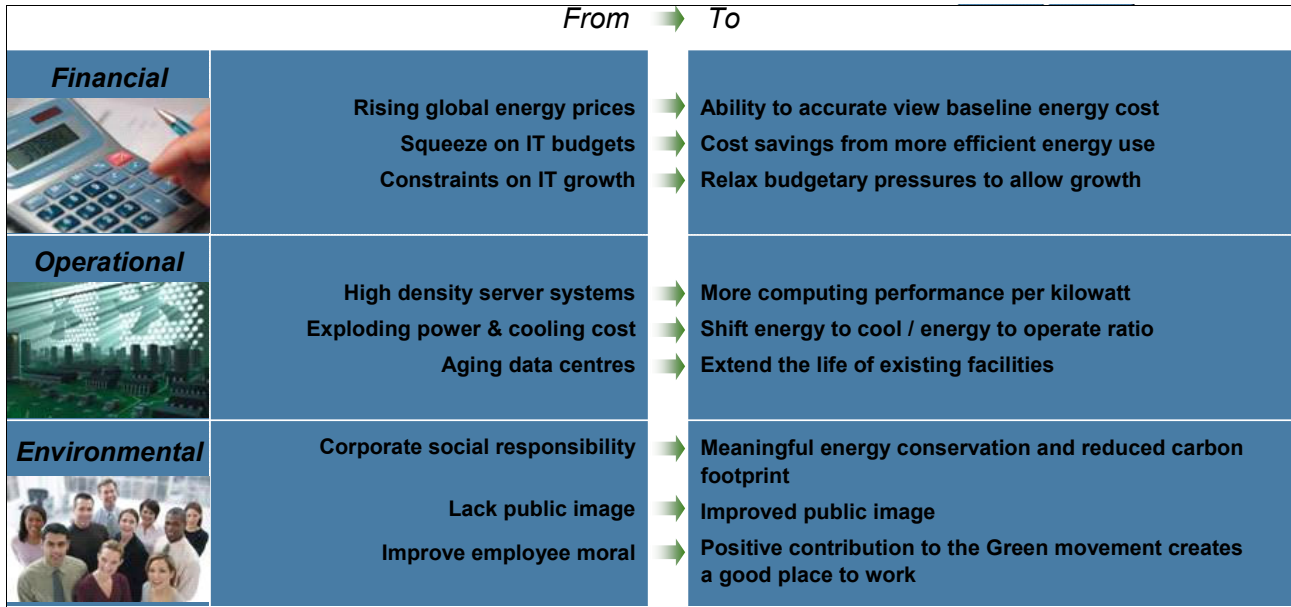 From To
Financial
Rising global energy prices Ability to accurate view baseline energy cost
Squeeze on IT budgets Cost savings from more efficient energy use
Constraints on IT growth Relax budgetary pressures to allow growth
Operational
High density server systems More computing performance per kilowatt
Exploding power & cooling cost Shift energy to cool / energy to operate ratio
Aging data centres Extend the life of existing facilities
Environmental
Corporate social responsibility Meaningful energy conservation and reduced carbon
footprint
Lack public image Improved public image
Improve employee moral Positive contribution to the Green movement creates
a good place to work